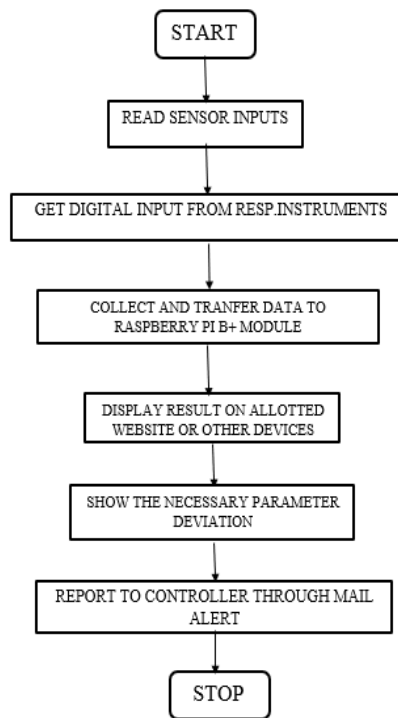 START
READ SENSOR INPUTS
GET DIGITAL INPUT FROM RESP.INSTRUMENTS
COLLECT AND TRANFER DATA TO
RASPBERRY PI B+ MODULE
DISPLAY RESULT ON ALLOTTED
WEBSITE OR OTHER DEVICES
SHOW THE NECESSARY PARAMETER
DEVIATION
REPORT TO CONTROLLER THROUGH MAIL
ALERT
STOP